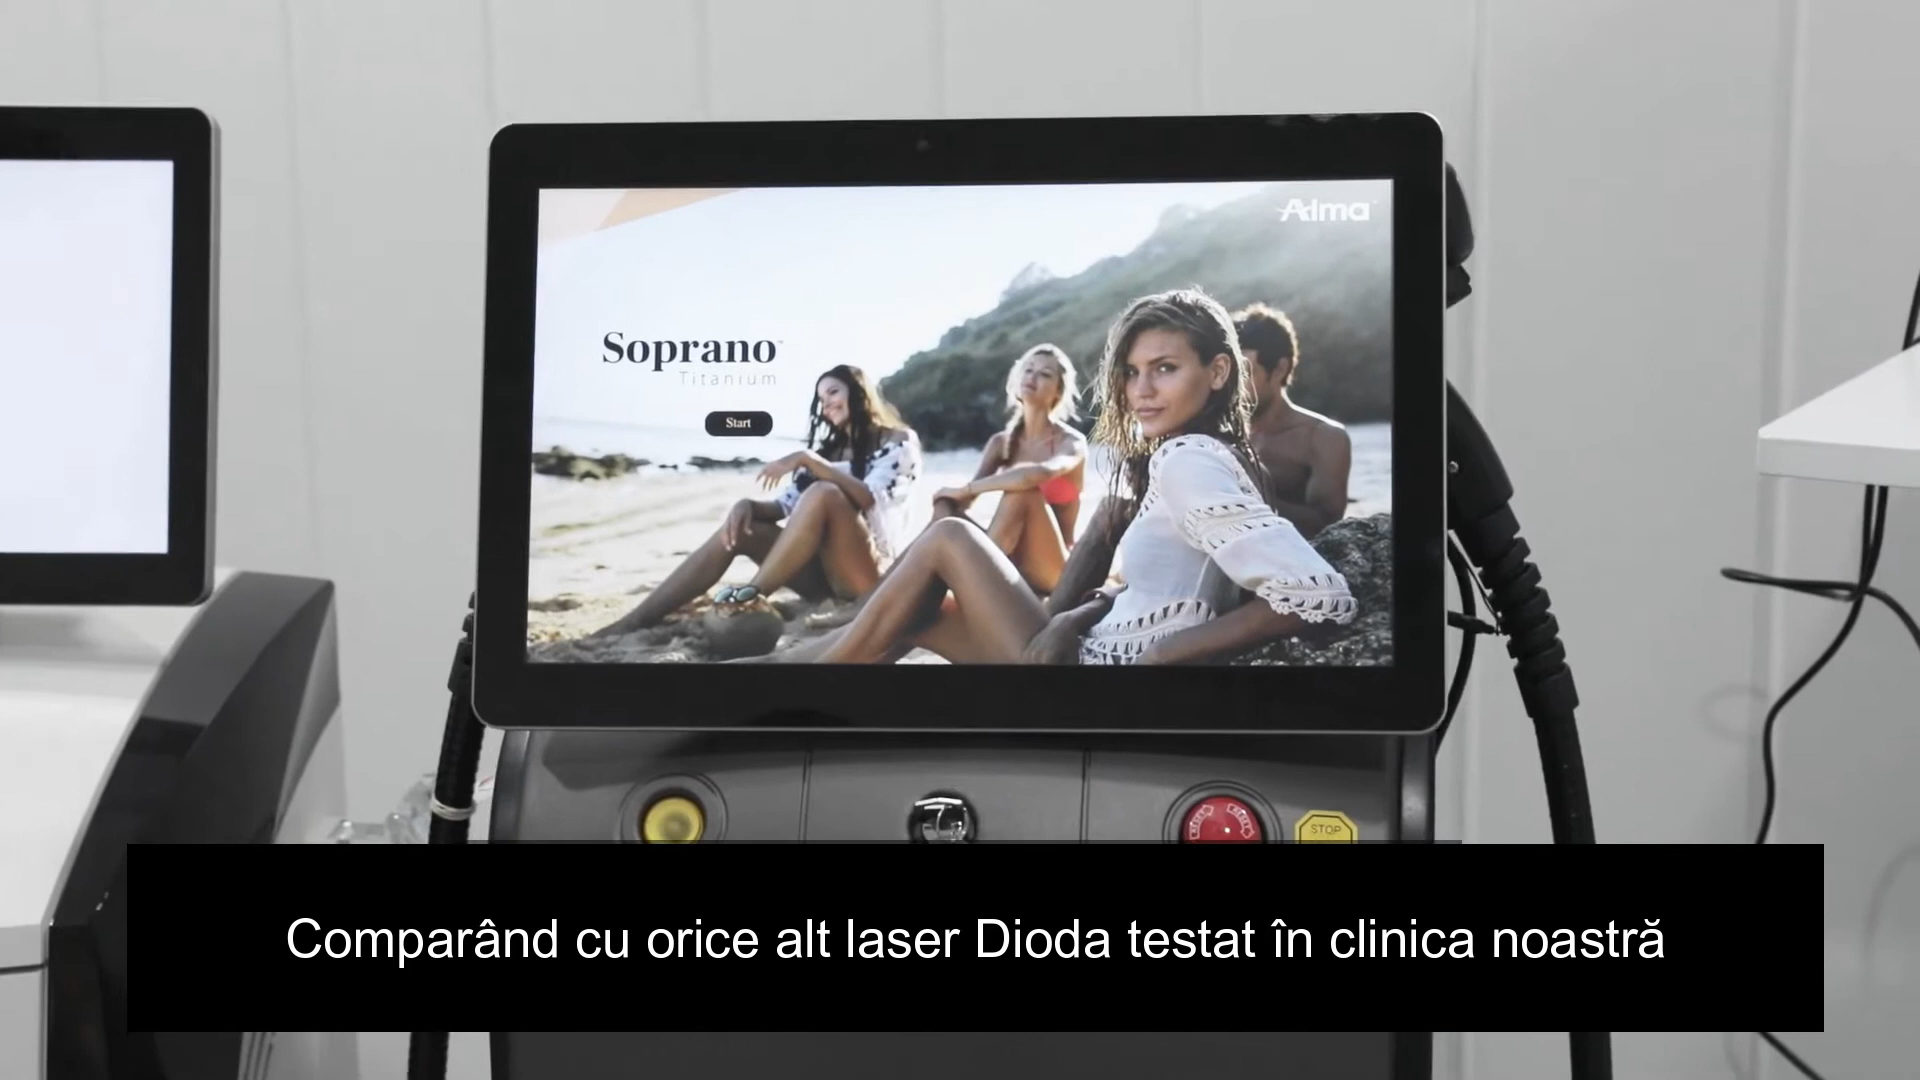 Alma
Soprano
Titanium
Start
STOP
Comparând cu orice alt laser Dioda testat în clinica noastră